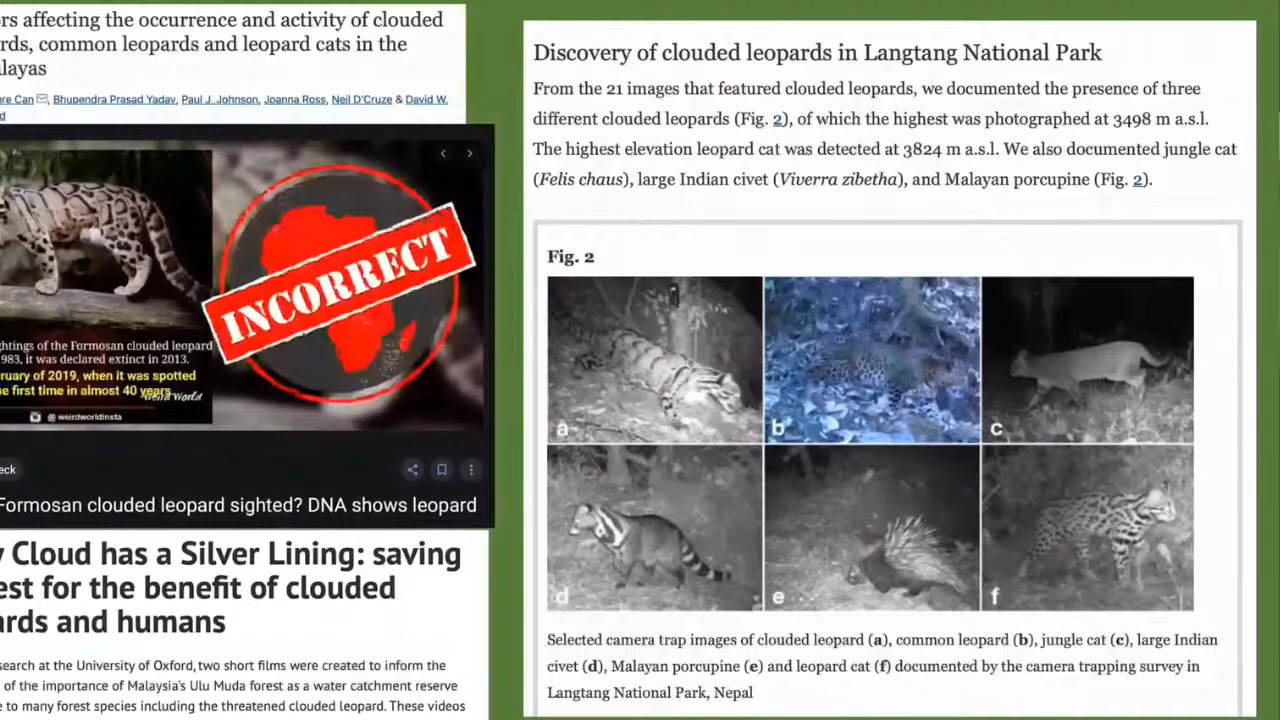 rs affecting the occurrence and activity of clouded
rds, common leopards and leopard cats in the
alayas
re Can, Bhupendra Prasad Yadav, Paul J. Johnson, Joanna Ross, Neil D'Cruze & David W.
d
INCORRECT
htings of the Formosan clouded leopard
983, it was declared extinct in 2013.
ruary of 2019, when it was spotted
e first time in almost 40 years
Weird World
@weirdworldinsta
eck
Formosan clouded leopard sighted? DNA shows leopard
y Cloud has a Silver Lining: saving
est for the benefit of clouded
ards and humans
search at the University of Oxford, two short films were created to inform the
of the importance of Malaysia's Ulu Muda forest as a water catchment reserve
e to many forest species including the threatened clouded leopard. These videos
Discovery of clouded leopards in Langtang National Park
From the 21 images that featured clouded leopards, we documented the presence of three
different clouded leopards (Fig. 2), of which the highest was photographed at 3498 m a.s.l.
The highest elevation leopard cat was detected at 3824 m a.s.l. We also documented jungle cat
(Felis chaus), large Indian civet (Viverra zibetha), and Malayan porcupine (Fig. 2).
Fig. 2
a
b
c
d
e
f
Selected camera trap images of clouded leopard (a), common leopard (b), jungle cat (c), large Indian
civet (d), Malayan porcupine (e) and leopard cat (f) documented by the camera trapping survey in
Langtang National Park, Nepal